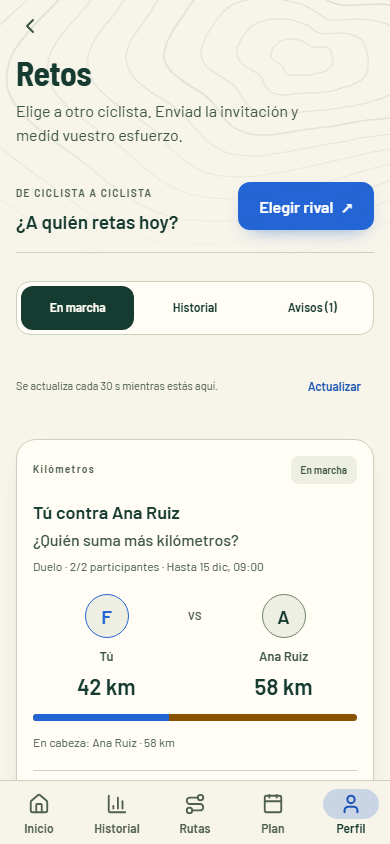 Retos
Elige a otro ciclista. Enviad la invitación y
medid vuestro esfuerzo.
DE CICLISTA A CICLISTA
¿A quién retas hoy?
Elegir rival ↗
En marcha
Historial
Avisos (1)
Se actualiza cada 30 s mientras estás aquí.
Actualizar
Kilómetros
En marcha
Tú contra Ana Ruiz
¿Quién suma más kilómetros?
Duelo · 2/2 participantes · Hasta 15 dic, 09:00
F
VS
A
Tú
Ana Ruiz
42 km
58 km
En cabeza: Ana Ruiz · 58 km
Inicio
Historial
Rutas
Plan
Perfil